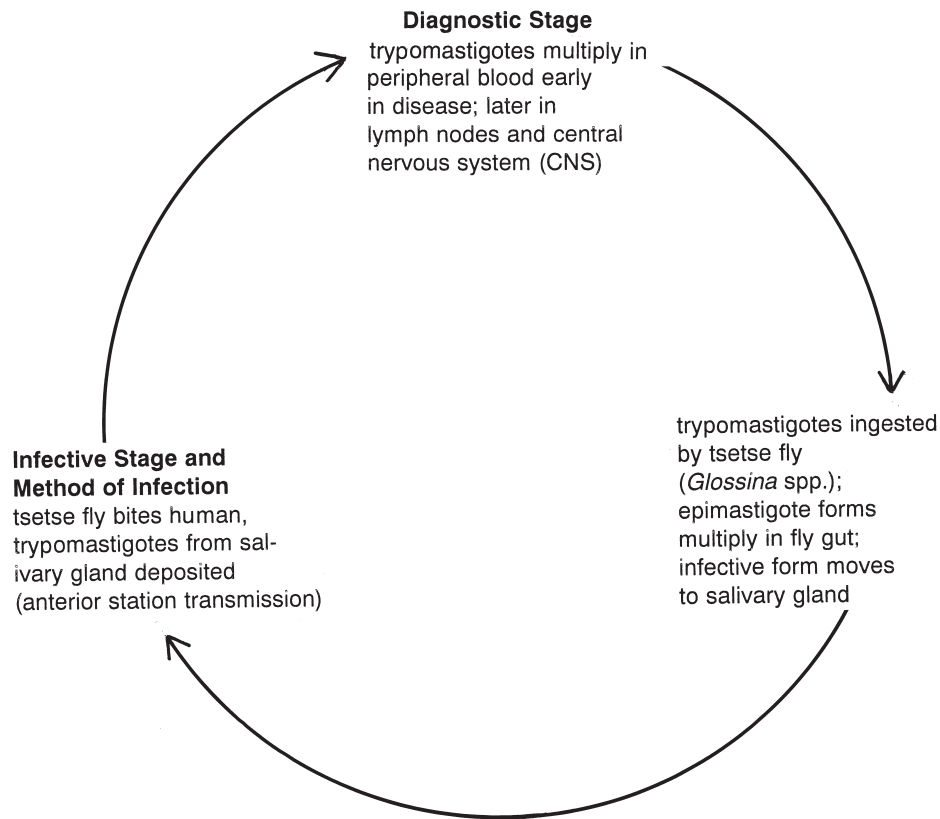 Diagnostic Stage
trypomastigotes multiply in
peripheral blood early
in disease; later in
lymph nodes and central
nervous system (CNS)
trypomastigotes ingested
by tsetse fly
(Glossina spp.);
epimastigote forms
multiply in fly gut;
infective form moves
to salivary gland
Infective Stage and
Method of Infection
tsetse fly bites human,
trypomastigotes from sal-
ivary gland deposited
(anterior station transmission)